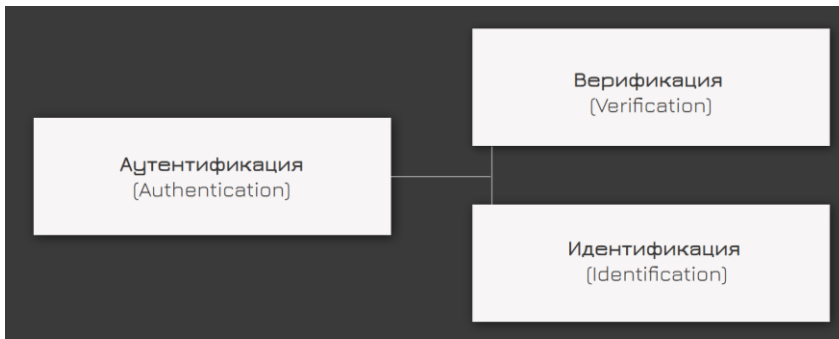 Верификация
(Verification)
Аутентификация
(Authentication)
Идентификация
(Identification)